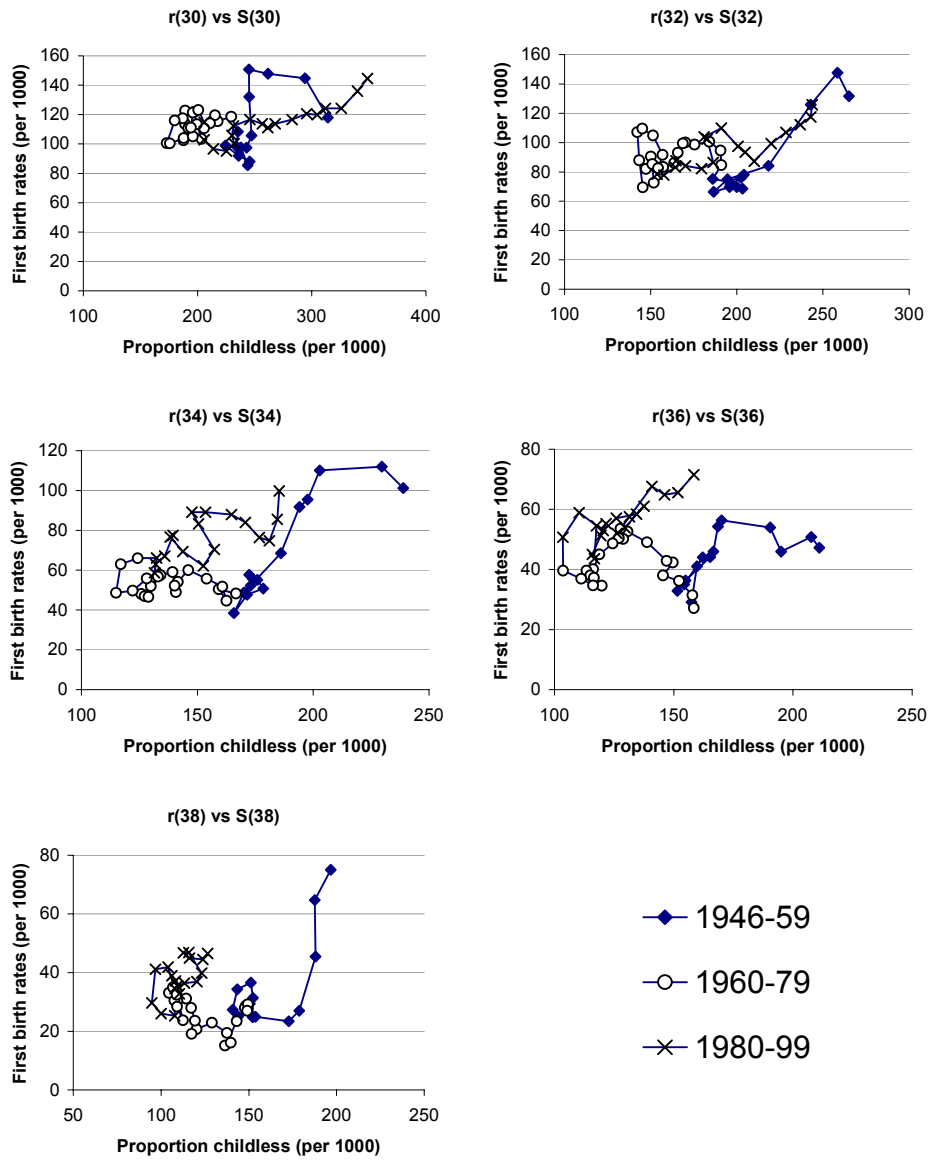 r(30) vs S(30)
First birth rates (per 1000)
160
140
120
100
80
60
40
20
0
100 200 300 400
Proportion childless (per 1000)
r(32) vs S(32)
First birth rates (per 1000)
160
140
120
100
80
60
40
20
0
100 150 200 250 300
Proportion childless (per 1000)
r(34) vs S(34)
First birth rates (per 1000)
120
100
80
60
40
20
0
100 150 200 250
Proportion childless (per 1000)
r(36) vs S(36)
First birth rates (per 1000)
80
60
40
20
0
100 150 200 250
Proportion childless (per 1000)
r(38) vs S(38)
First birth rates (per 1000)
80
60
40
20
0
50 100 150 200 250
Proportion childless (per 1000)
1946-59
1960-79
1980-99